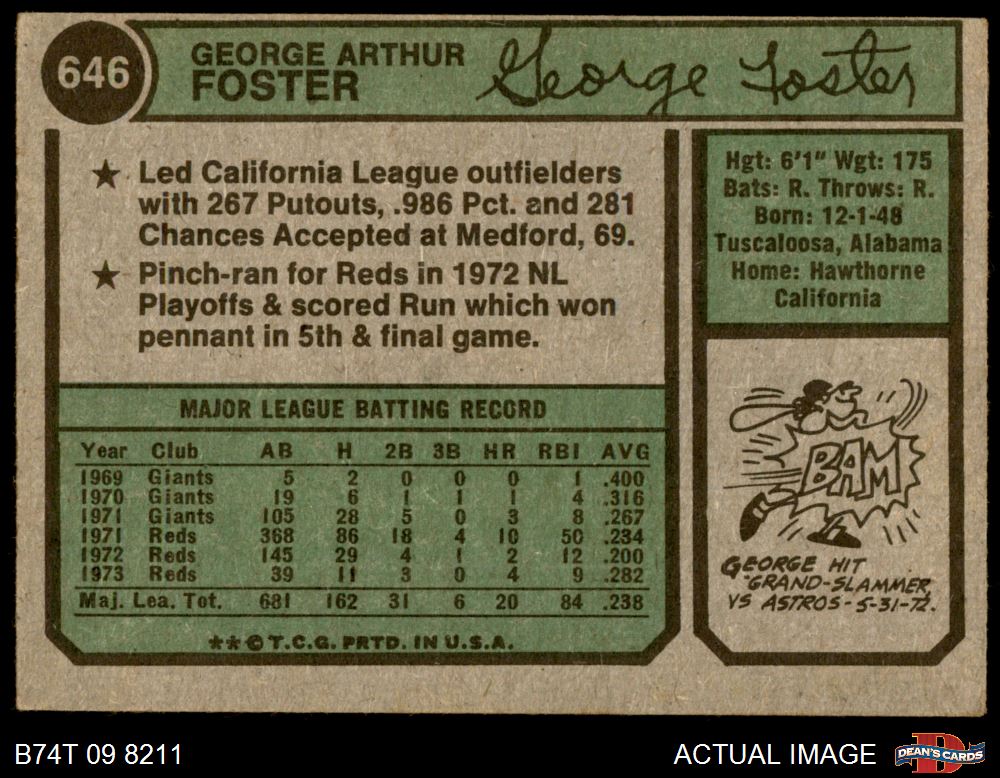 646
GEORGE ARTHUR
FOSTER
George Foster
★ Led California League outfielders
with 267 Putouts, .986 Pct. and 281
Chances Accepted at Medford, 69.
★ Pinch-ran for Reds in 1972 NL
Playoffs & scored Run which won
pennant in 5th & final game.
Hgt: 6'1" Wgt: 175
Bats: R. Throws: R.
Born: 12-1-48
Tuscaloosa, Alabama
Home: Hawthorne
California
MAJOR LEAGUE BATTING RECORD
Year Club AB H 2B 3B HR RBI AVG
1969 Giants 5 2 0 0 0 1 .400
1970 Giants 19 6 1 1 1 4 .316
1971 Giants 105 28 5 0 3 8 .267
1971 Reds 368 86 18 4 10 50 .234
1972 Reds 145 29 4 1 2 12 .200
1973 Reds 39 11 3 0 4 9 .282
Maj. Lea. Tot. 681 162 31 6 20 84 .238
**© T.C.G. PRTD. IN U.S.A.
BAM
GEORGE HIT
GRAND-SLAMMER,
VS ASTROS-5-31-72.
B74T 09 8211
ACTUAL IMAGE
DEAN'S CARDS